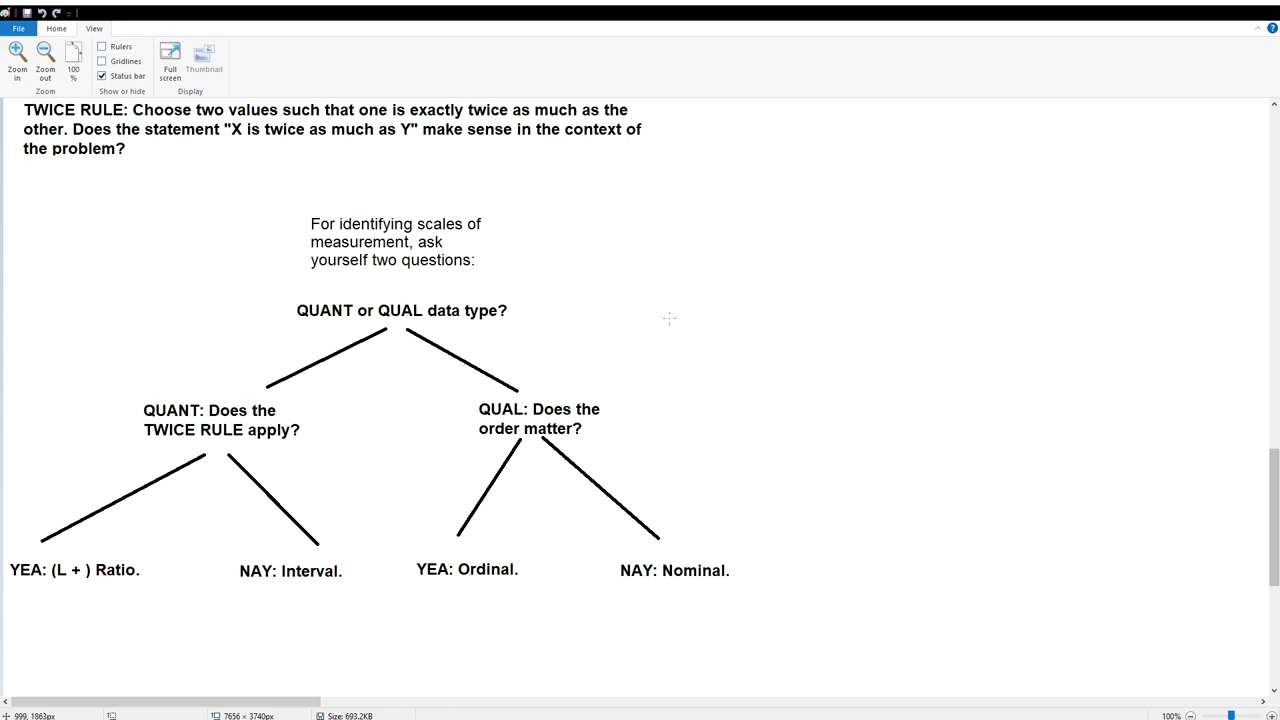 File Home View
Zoom in
Zoom out
100 %
Rulers
Gridlines
Status bar
Full screen
Thumbnail
Zoom
Show or hide
Display
TWICE RULE: Choose two values such that one is exactly twice as much as the
other. Does the statement "X is twice as much as Y" make sense in the context of
the problem?
For identifying scales of
measurement, ask
yourself two questions:
QUANT or QUAL data type?
QUANT: Does the
TWICE RULE apply?
QUAL: Does the
order matter?
YEA: (L + ) Ratio.
NAY: Interval.
YEA: Ordinal.
NAY: Nominal.
999, 1863px
7656 × 3740px
Size: 693.2KB
100%